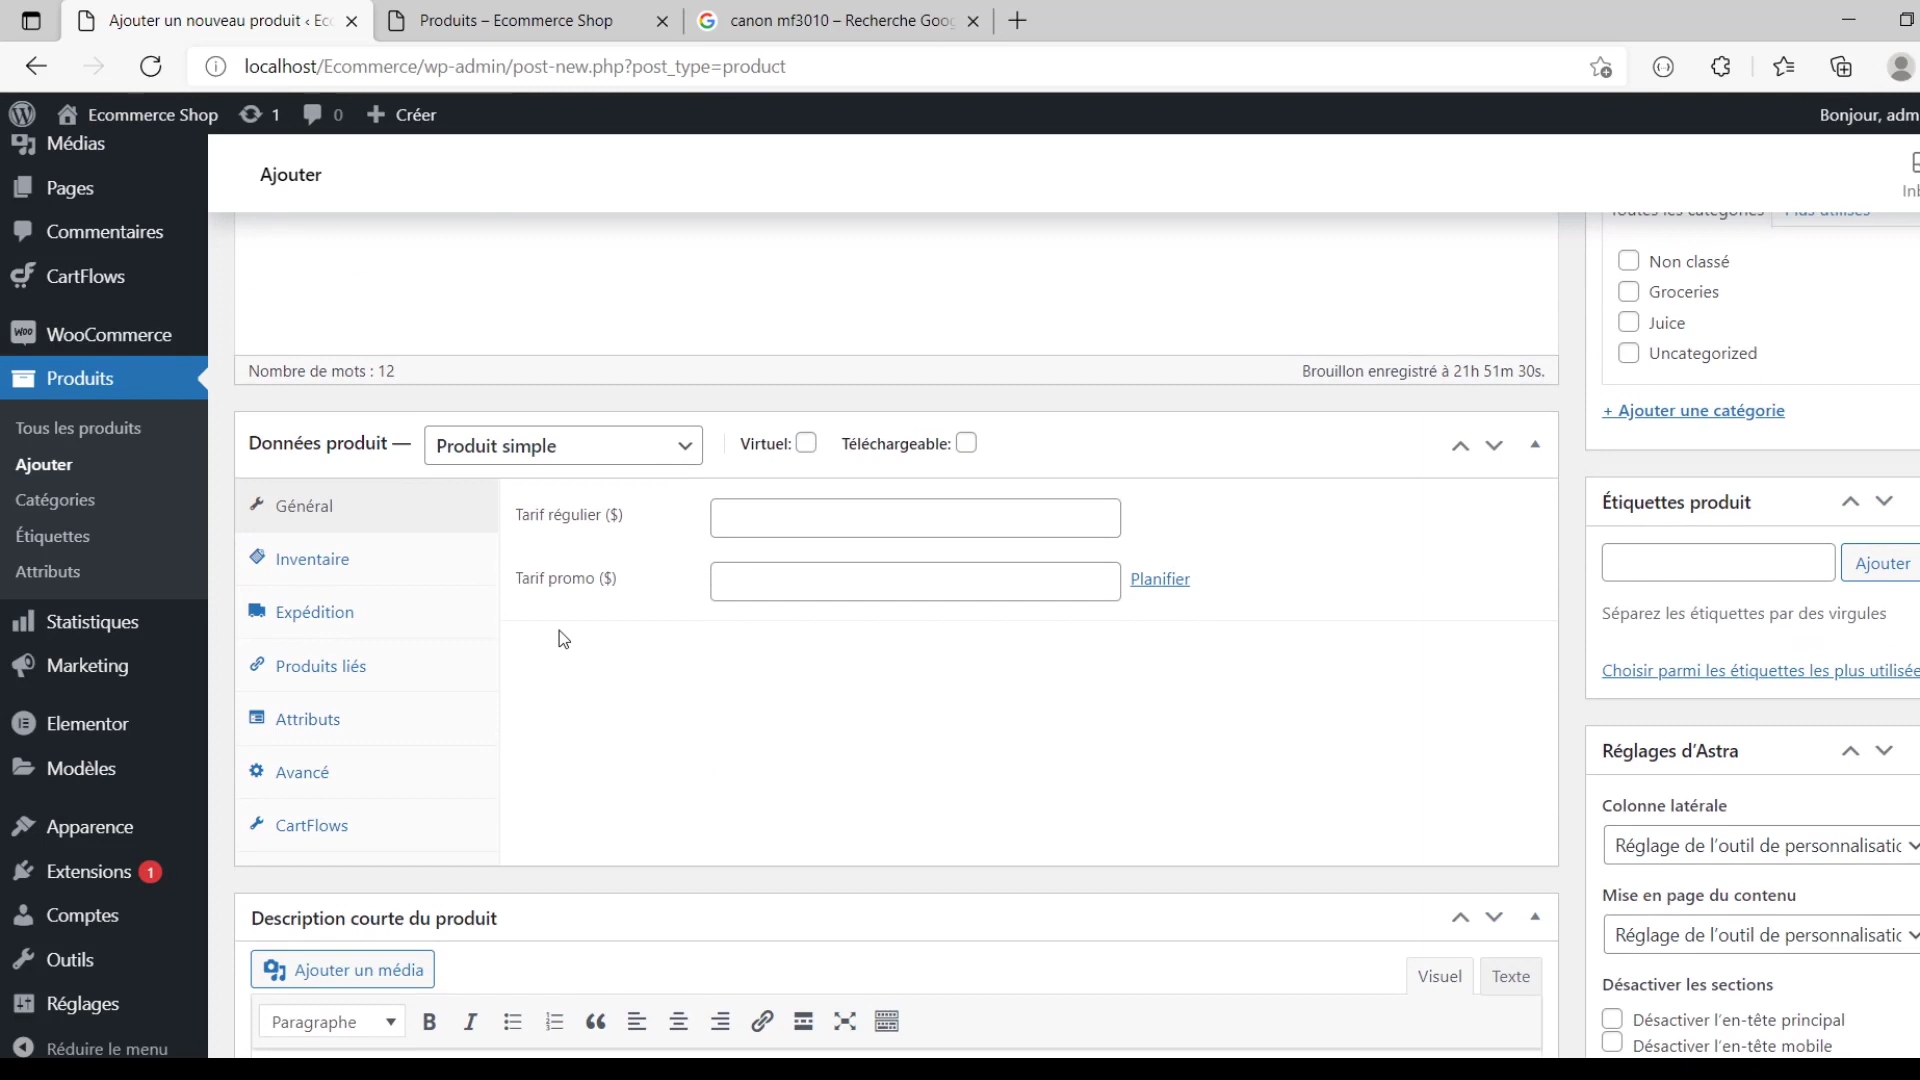 Ajouter un nouveau produit ‹ Ec
Produits – Ecommerce Shop
canon mf3010 – Recherche Goog
localhost/Ecommerce/wp-admin/post-new.php?post_type=product
Ecommerce Shop
1
0
Créer
Bonjour, adm
Médias
Pages
Commentaires
CartFlows
WooCommerce
Produits
Tous les produits
Ajouter
Catégories
Étiquettes
Attributs
Statistiques
Marketing
Elementor
Modèles
Apparence
Extensions 1
Comptes
Outils
Réglages
Réduire le menu
Ajouter
Nombre de mots : 12
Brouillon enregistré à 21h 51m 30s.
Données produit —
Produit simple
Virtuel:
Téléchargeable:
Général
Inventaire
Expédition
Produits liés
Attributs
Avancé
CartFlows
Tarif régulier ($)
Tarif promo ($)
Planifier
Description courte du produit
Ajouter un média
Visuel
Texte
Paragraphe
B I
Toutes les catégories
Plus utilisés
Non classé
Groceries
Juice
Uncategorized
+ Ajouter une catégorie
Étiquettes produit
Ajouter
Séparez les étiquettes par des virgules
Choisir parmi les étiquettes les plus utilisée
Réglages d’Astra
Colonne latérale
Réglage de l’outil de personnalisatic
Mise en page du contenu
Réglage de l’outil de personnalisatic
Désactiver les sections
Désactiver l’en-tête principal
Désactiver l’en-tête mobile